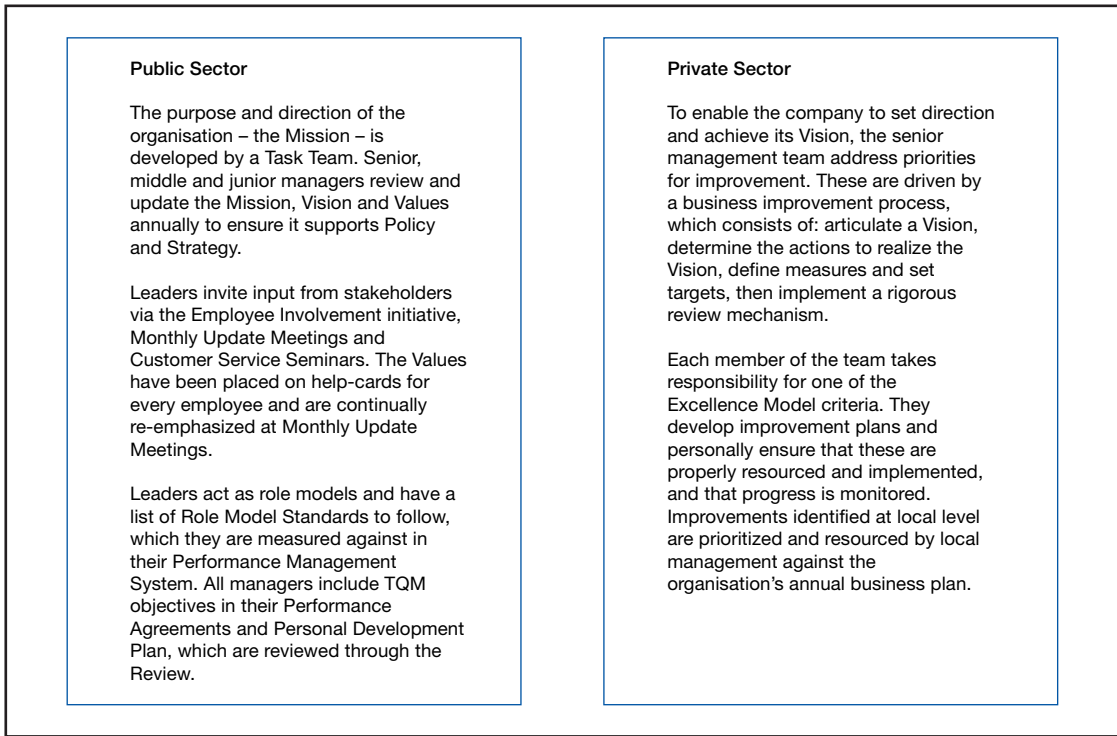 Public Sector
The purpose and direction of the
organisation – the Mission – is
developed by a Task Team. Senior,
middle and junior managers review and
update the Mission, Vision and Values
annually to ensure it supports Policy
and Strategy.
Leaders invite input from stakeholders
via the Employee Involvement initiative,
Monthly Update Meetings and
Customer Service Seminars. The Values
have been placed on help-cards for
every employee and are continually
re-emphasized at Monthly Update
Meetings.
Leaders act as role models and have a
list of Role Model Standards to follow,
which they are measured against in
their Performance Management
System. All managers include TQM
objectives in their Performance
Agreements and Personal Development
Plan, which are reviewed through the
Review.
Private Sector
To enable the company to set direction
and achieve its Vision, the senior
management team address priorities
for improvement. These are driven by
a business improvement process,
which consists of: articulate a Vision,
determine the actions to realize the
Vision, define measures and set
targets, then implement a rigorous
review mechanism.
Each member of the team takes
responsibility for one of the
Excellence Model criteria. They
develop improvement plans and
personally ensure that these are
properly resourced and implemented,
and that progress is monitored.
Improvements identified at local level
are prioritized and resourced by local
management against the
organisation’s annual business plan.